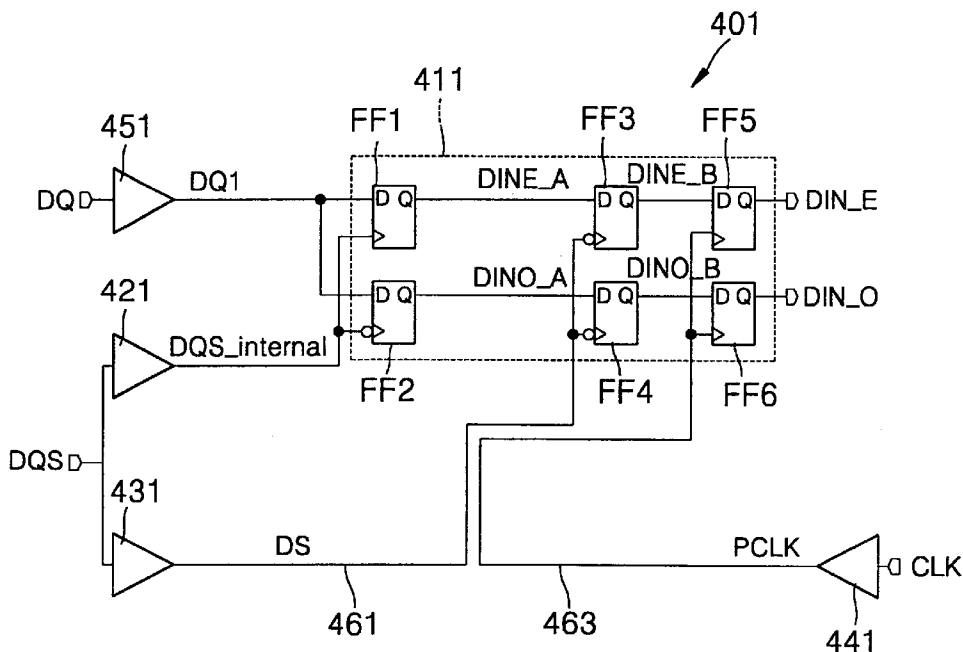 401
411
FF1
FF3
FF5
451
DQ
DQ1
D Q
DINE_A
D Q
DINE_B
D Q
DIN_E
421
DQS_internal
D Q
DINO_A
D Q
DINO_B
D Q
DIN_O
FF2
FF4
FF6
DQS
431
DS
461
463
PCLK
CLK
441